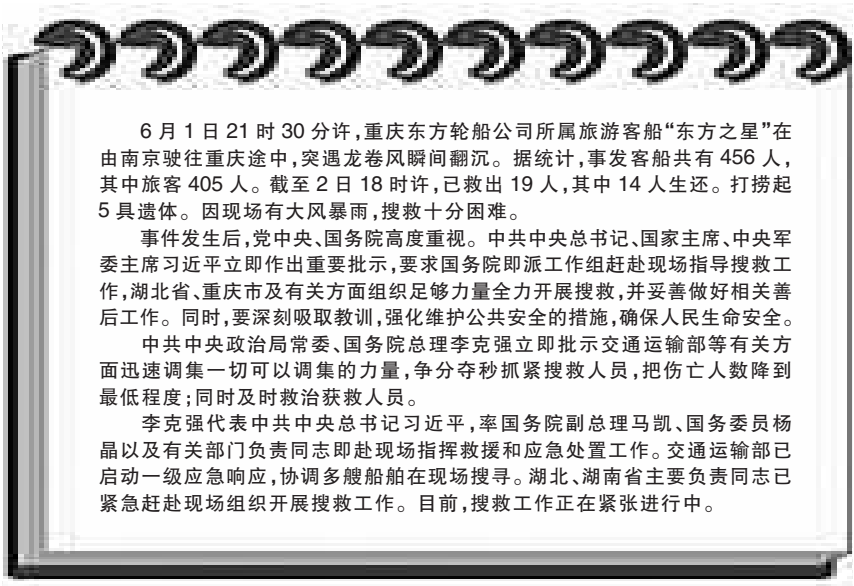 6月1日21时30分许,重庆东方轮船公司所属旅游客船“东方之星”在
由南京驶往重庆途中,突遇龙卷风瞬间翻沉。据统计,事发客船共有456人,
其中旅客405人。截至2日18时许,已救出19人,其中14人生还。打捞起
5具遗体。因现场有大风暴雨,搜救十分困难。
事件发生后,党中央、国务院高度重视。中共中央总书记、国家主席、中央军
委主席习近平立即作出重要批示,要求国务院即派工作组赶赴现场指导搜救工
作,湖北省、重庆市及有关方面组织足够力量全力开展搜救,并妥善做好相关善
后工作。同时,要深刻吸取教训,强化维护公共安全的措施,确保人民生命安全。
中共中央政治局常委、国务院总理李克强立即批示交通运输部等有关方
面迅速调集一切可以调集的力量,争分夺秒抓紧搜救人员,把伤亡人数降到
最低程度;同时及时救治获救人员。
李克强代表中共中央总书记习近平,率国务院副总理马凯、国务委员杨
晶以及有关部门负责同志即赴现场指挥救援和应急处置工作。交通运输部已
启动一级应急响应,协调多艘船舶在现场搜寻。湖北、湖南省主要负责同志已
紧急赶赴现场组织开展搜救工作。目前,搜救工作正在紧张进行中。